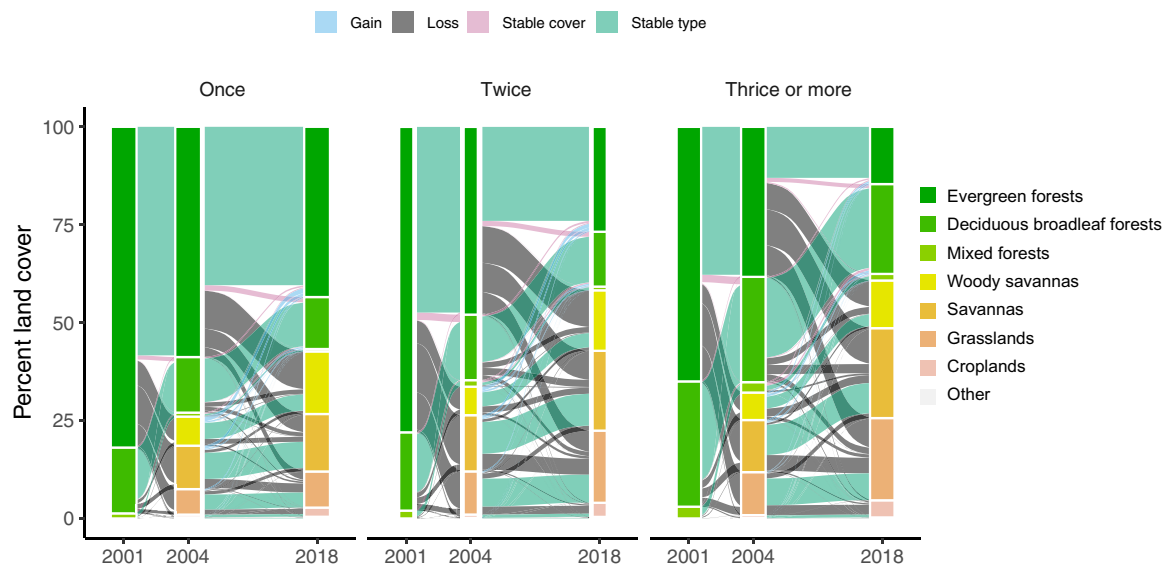 Gain Loss Stable cover Stable type
Once Twice Thrice or more
Percent land cover
100
75
50
25
0
2001 2004 2018 2001 2004 2018 2001 2004 2018
Evergreen forests
Deciduous broadleaf forests
Mixed forests
Woody savannas
Savannas
Grasslands
Croplands
Other